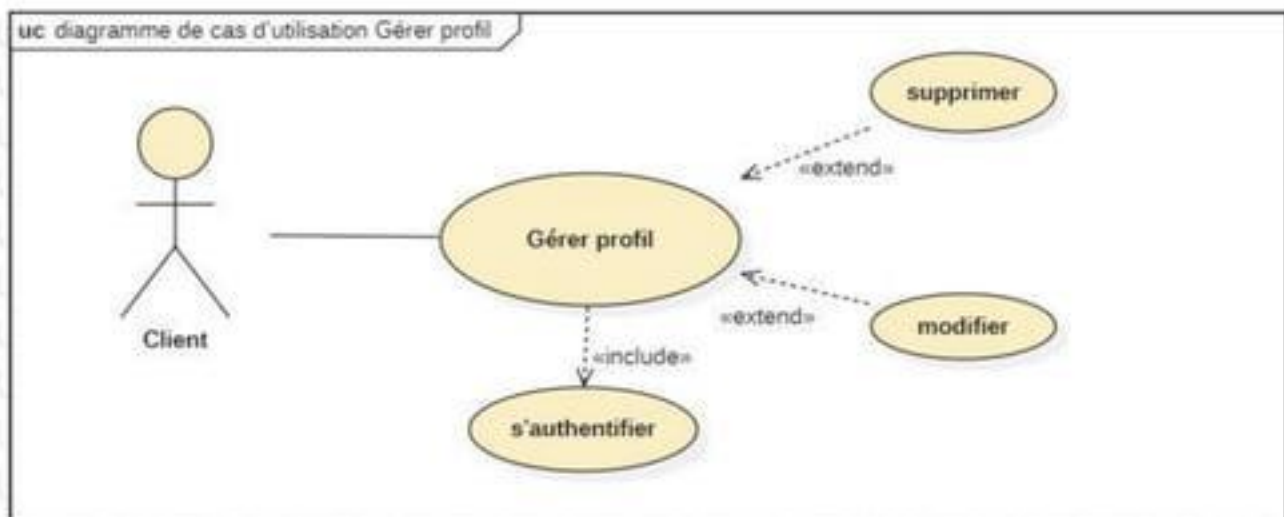 uc diagramme de cas d'utilisation Gérer profil
supprimer
«extend»
Gérer profil
«extend»
modifier
Client
«include»
s'authentifier